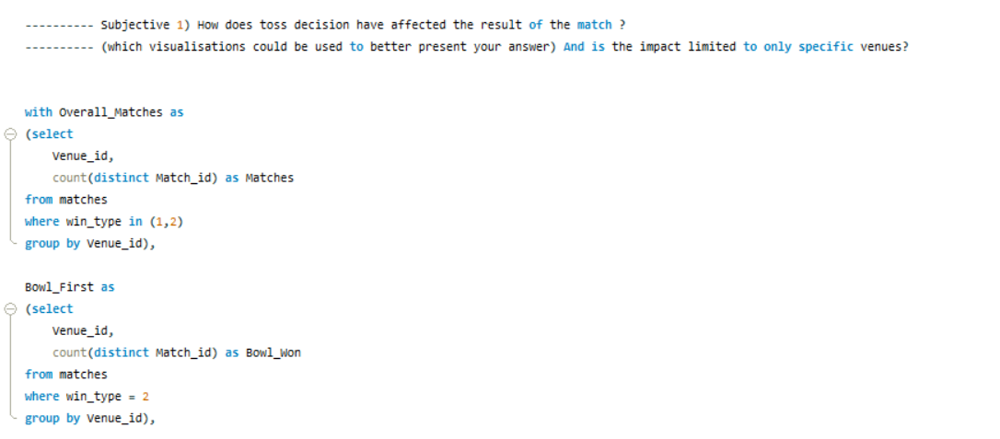 ---------- Subjective 1) How does toss decision have affected the result of the match ?
---------- (which visualisations could be used to better present your answer) And is the impact limited to only specific venues?
with Overall_Matches as
(select
Venue_id,
count(distinct Match_id) as Matches
from matches
where win_type in (1,2)
group by Venue_id),
Bowl_First as
(select
Venue_id,
count(distinct Match_id) as Bowl_Won
from matches
where win_type = 2
group by Venue_id),